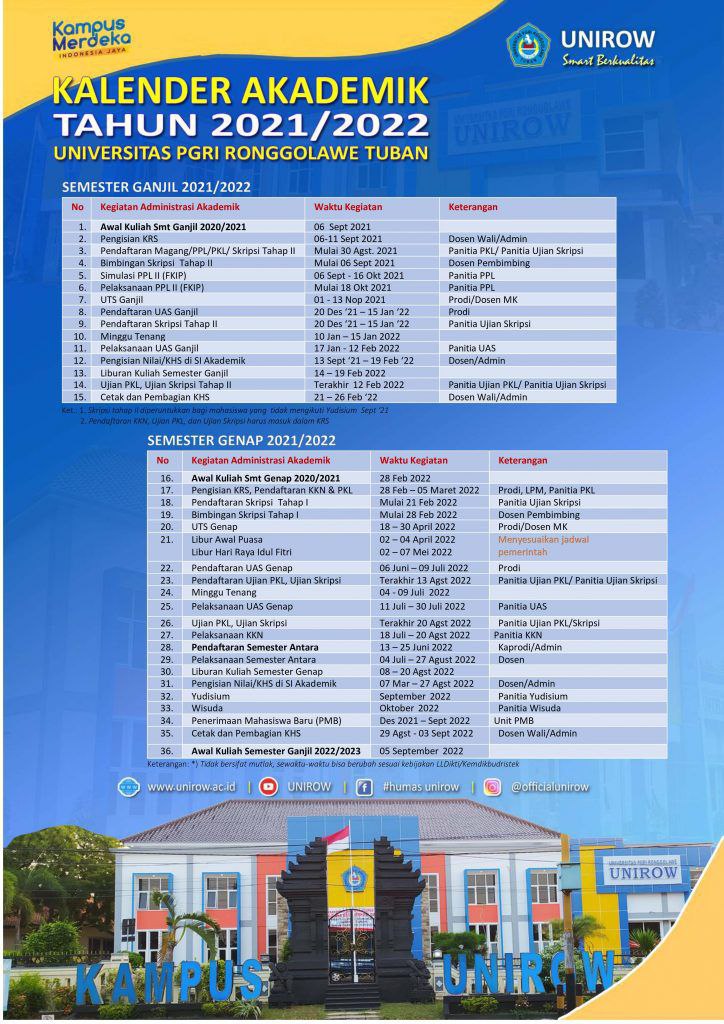 Kampus
Merdeka
INDONESIA JAYA
UNIROW
Smart Berkualitas
KALENDER AKADEMIK
TAHUN 2021/2022
UNIVERSITAS PGRI RONGGOLAWE TUBAN
SEMESTER GANJIL 2021/2022
No Kegiatan Administrasi Akademik Waktu Kegiatan Keterangan
1. Awal Kuliah Smt Ganjil 2020/2021 06 Sept 2021
2. Pengisian KRS 06-11 Sept 2021 Dosen Wali/Admin
3. Pendaftaran Magang/PPL/PKL/ Skripsi Tahap II Mulai 30 Agst. 2021 Panitia PKL/ Panitia Ujian Skripsi
4. Bimbingan Skripsi Tahap II Mulai 06 Sept 2021 Dosen Pembimbing
5. Simulasi PPL II (FKIP) 06 Sept - 16 Okt 2021 Panitia PPL
6. Pelaksanaan PPL II (FKIP) Mulai 18 Okt 2021 Panitia PPL
7. UTS Ganjil 01 - 13 Nop 2021 Prodi/Dosen MK
8. Pendaftaran UAS Ganjil 20 Des ’21 – 15 Jan ’22 Prodi
9. Pendaftaran Skripsi Tahap II 20 Des ’21 – 15 Jan ’22 Panitia Ujian Skripsi
10. Minggu Tenang 10 Jan – 15 Jan 2022
11. Pelaksanaan UAS Ganjil 17 Jan - 12 Feb 2022 Panitia UAS
12. Pengisian Nilai/KHS di SI Akademik 13 Sept ’21 – 19 Feb ’22 Dosen/Admin
13. Liburan Kuliah Semester Ganjil 14 – 19 Feb 2022
14. Ujian PKL, Ujian Skripsi Tahap II Terakhir 12 Feb 2022 Panitia Ujian PKL/ Panitia Ujian Skripsi
15. Cetak dan Pembagian KHS 21 – 26 Feb ’22 Dosen Wali/Admin
Ket.: 1. Skripsi tahap II diperuntukkan bagi mahasiswa yang tidak mengikuti Yudisium Sept ’21
2. Pendaftaran KKN, Ujian PKL, dan Ujian Skripsi harus masuk dalam KRS
SEMESTER GENAP 2021/2022
No Kegiatan Administrasi Akademik Waktu Kegiatan Keterangan
16. Awal Kuliah Smt Genap 2020/2021 28 Feb 2022
17. Pengisian KRS, Pendaftaran KKN & PKL 28 Feb – 05 Maret 2022 Prodi, LPM, Panitia PKL
18. Pendaftaran Skripsi Tahap I Mulai 21 Feb 2022 Panitia Ujian Skripsi
19. Bimbingan Skripsi Tahap I Mulai 28 Feb 2022 Dosen Pembimbing
20. UTS Genap 18 – 30 April 2022 Prodi/Dosen MK
21. Libur Awal Puasa 02 – 04 April 2022 Menyesuaikan jadwal
Libur Hari Raya Idul Fitri 02 – 07 Mei 2022 pemerintah
22. Pendaftaran UAS Genap 06 Juni – 09 Juli 2022 Prodi
23. Pendaftaran Ujian PKL, Ujian Skripsi Terakhir 13 Agst 2022 Panitia Ujian PKL/ Panitia Ujian Skripsi
24. Minggu Tenang 04 - 09 Juli 2022
25. Pelaksanaan UAS Genap 11 Juli – 30 Juli 2022 Panitia UAS
26. Ujian PKL, Ujian Skripsi Terakhir 20 Agst 2022 Panitia Ujian PKL/Skripsi
27. Pelaksanaan KKN 18 Juli – 20 Agst 2022 Panitia KKN
28. Pendaftaran Semester Antara 13 – 25 Juni 2022 Kaprodi/Admin
29. Pelaksanaan Semester Antara 04 Juli - 27 Agust 2022 Dosen
30. Liburan Kuliah Semester Genap 08 – 20 Agst 2022
31. Pengisian Nilai/KHS di SI Akademik 07 Mar – 27 Agst 2022 Dosen/Admin
32. Yudisium September 2022 Panitia Yudisium
33. Wisuda Oktober 2022 Panitia Wisuda
34. Penerimaan Mahasiswa Baru (PMB) Des 2021 – Sept 2022 Unit PMB
35. Cetak dan Pembagian KHS 29 Agst - 03 Sept 2022 Dosen Wali/Admin
36. Awal Kuliah Semester Ganjil 2022/2023 05 September 2022
Keterangan: *) Tidak bersifat mutlak, sewaktu-waktu bisa berubah sesuai kebijakan LLDikti/Kemdikbudristek
www.unirow.ac.id | UNIROW | #humas unirow | @officialunirow
UNIVERSITAS PGRI RONGGOLAWE
UNIROW
KAMPUS UNIROW